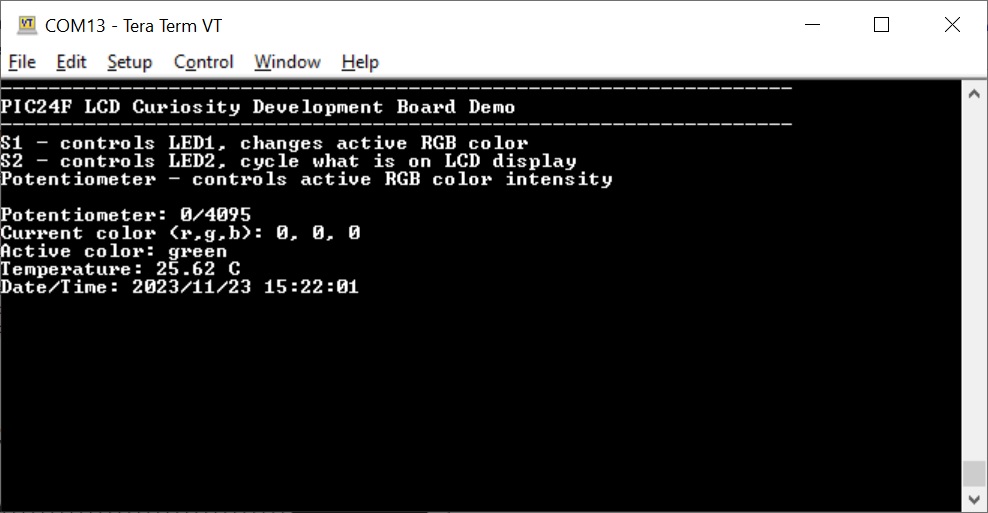 COM13 - Tera Term VT
File Edit Setup Control Window Help
------------------------------------------------------------------
PIC24F LCD Curiosity Development Board Demo
------------------------------------------------------------------
S1 - controls LED1, changes active RGB color
S2 - controls LED2, cycle what is on LCD display
Potentiometer - controls active RGB color intensity
Potentiometer: 0/4095
Current color (r,g,b): 0, 0, 0
Active color: green
Temperature: 25.62 C
Date/Time: 2023/11/23 15:22:01